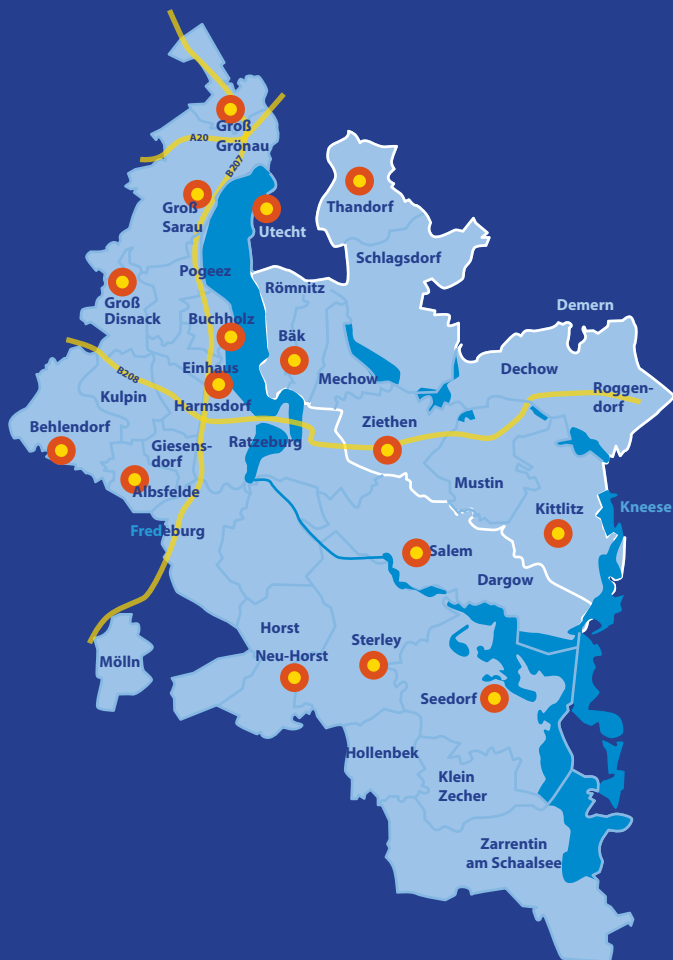 Groß
Grönau
A20
B207
Thandorf
Groß
Sarau
Utecht
Schlagsdorf
Pogeez
Römnitz
Groß
Disnack
Demern
Buchholz
Bäk
Einhaus
Dechow
B208
Mechow
Roggen-
dorf
Kulpin
Harmsdorf
Behlendorf
Ziethen
Ratzeburg
Giesens-
dorf
Mustin
Albsfelde
Kittlitz
Kneese
Fredeburg
Salem
Dargow
Horst
Sterley
Neu-Horst
Mölln
Seedorf
Hollenbek
Klein
Zecher
Zarrentin
am Schaalsee